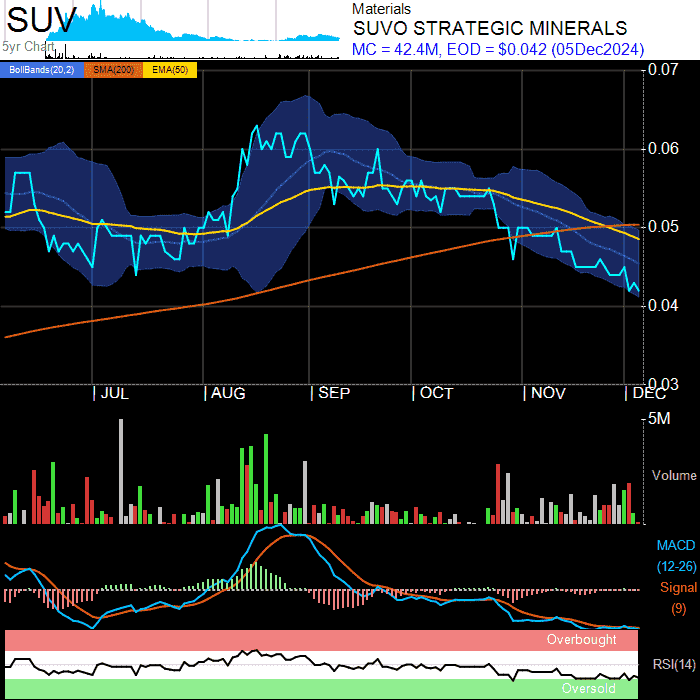 SUV
5yr Chart
Materials
SUVO STRATEGIC MINERALS
MC = 42.4M, EOD = $0.042 (05Dec2024)
BollBands(20,2) SMA(200) EMA(50)
0.07
0.06
0.05
0.04
0.03
JUL AUG SEP OCT NOV DEC
5M
Volume
MACD
(12-26)
Signal
(9)
Overbought
RSI(14)
Oversold